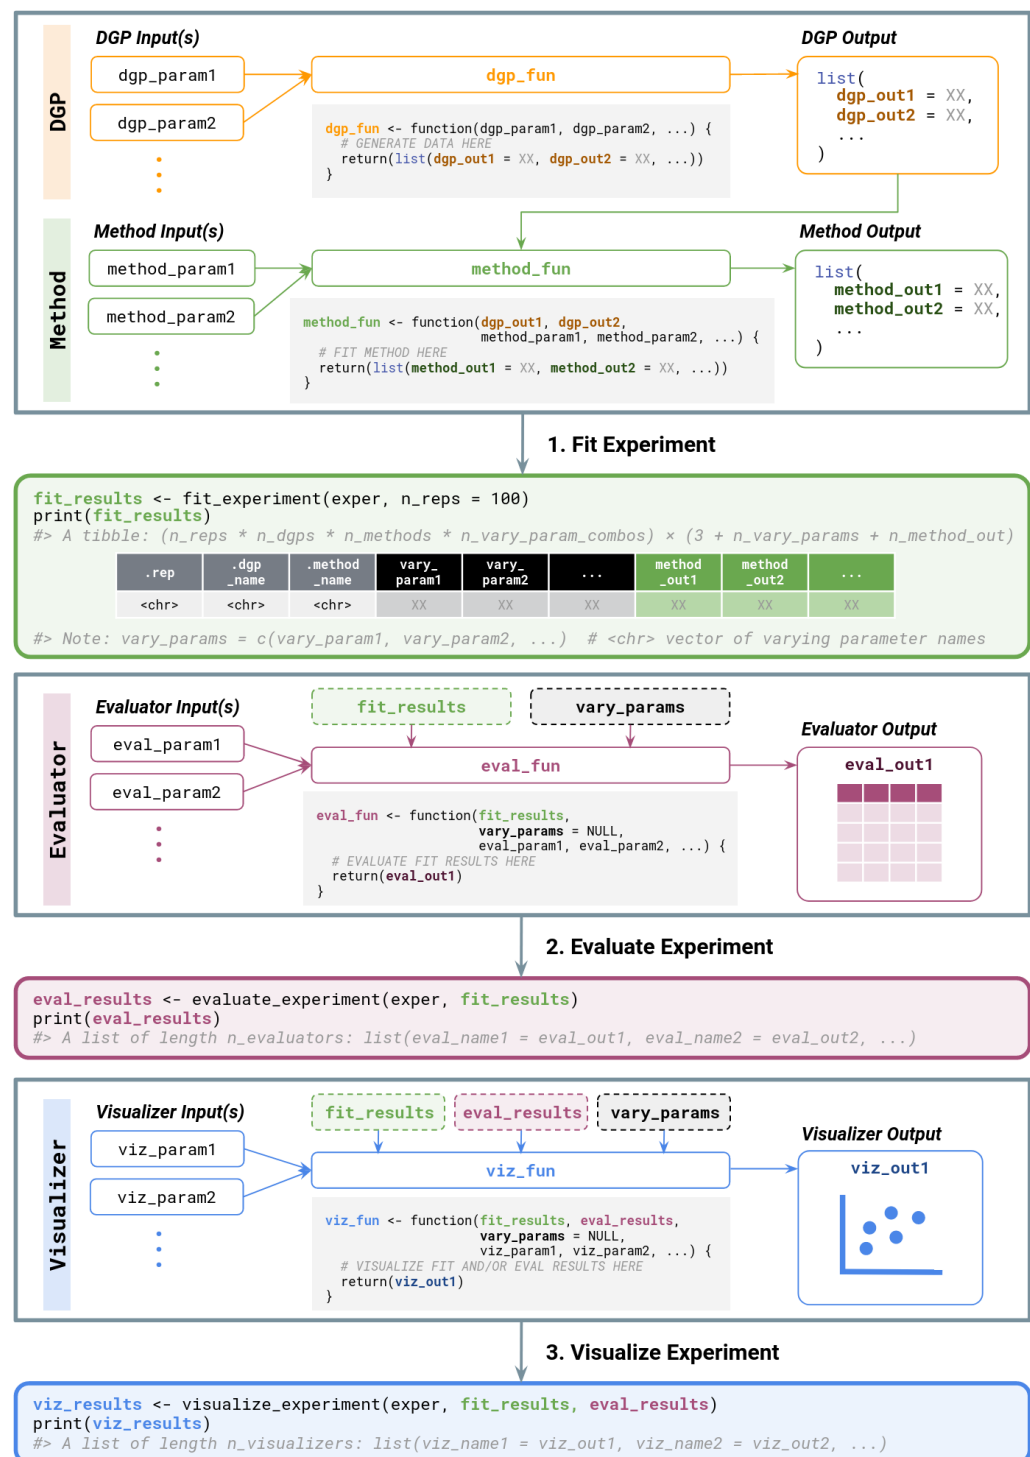 DGP
DGP Input(s)
dgp_param1
dgp_param2
dgp_fun
dgp_fun <- function(dgp_param1, dgp_param2, ...) {
# GENERATE DATA HERE
return(list(dgp_out1 = XX, dgp_out2 = XX, ...))
}
DGP Output
list(
dgp_out1 = XX,
dgp_out2 = XX,
...
)
Method
Method Input(s)
method_param1
method_param2
method_fun
method_fun <- function(dgp_out1, dgp_out2,
method_param1, method_param2, ...) {
# FIT METHOD HERE
return(list(method_out1 = XX, method_out2 = XX, ...))
}
Method Output
list(
method_out1 = XX,
method_out2 = XX,
...
)
1. Fit Experiment
fit_results <- fit_experiment(exper, n_reps = 100)
print(fit_results)
#> A tibble: (n_reps * n_dgps * n_methods * n_vary_param_combos) × (3 + n_vary_params + n_method_out)
.rep .dgp _name .method _name vary_ param1 vary_ param2 ... method _out1 method _out2 ...
<chr> <chr> <chr> XX XX XX XX XX XX
#> Note: vary_params = c(vary_param1, vary_param2, ...)  # <chr> vector of varying parameter names
Evaluator
Evaluator Input(s)
eval_param1
eval_param2
fit_results
vary_params
eval_fun
eval_fun <- function(fit_results,
vary_params = NULL,
eval_param1, eval_param2, ...) {
# EVALUATE FIT RESULTS HERE
return(eval_out1)
}
Evaluator Output
eval_out1
2. Evaluate Experiment
eval_results <- evaluate_experiment(exper, fit_results)
print(eval_results)
#> A list of length n_evaluators: list(eval_name1 = eval_out1, eval_name2 = eval_out2, ...)
Visualizer
Visualizer Input(s)
viz_param1
viz_param2
fit_results
eval_results
vary_params
viz_fun
viz_fun <- function(fit_results, eval_results,
vary_params = NULL,
viz_param1, viz_param2, ...) {
# VISUALIZE FIT AND/OR EVAL RESULTS HERE
return(viz_out1)
}
Visualizer Output
viz_out1
3. Visualize Experiment
viz_results <- visualize_experiment(exper, fit_results, eval_results)
print(viz_results)
#> A list of length n_visualizers: list(viz_name1 = viz_out1, viz_name2 = viz_out2, ...)